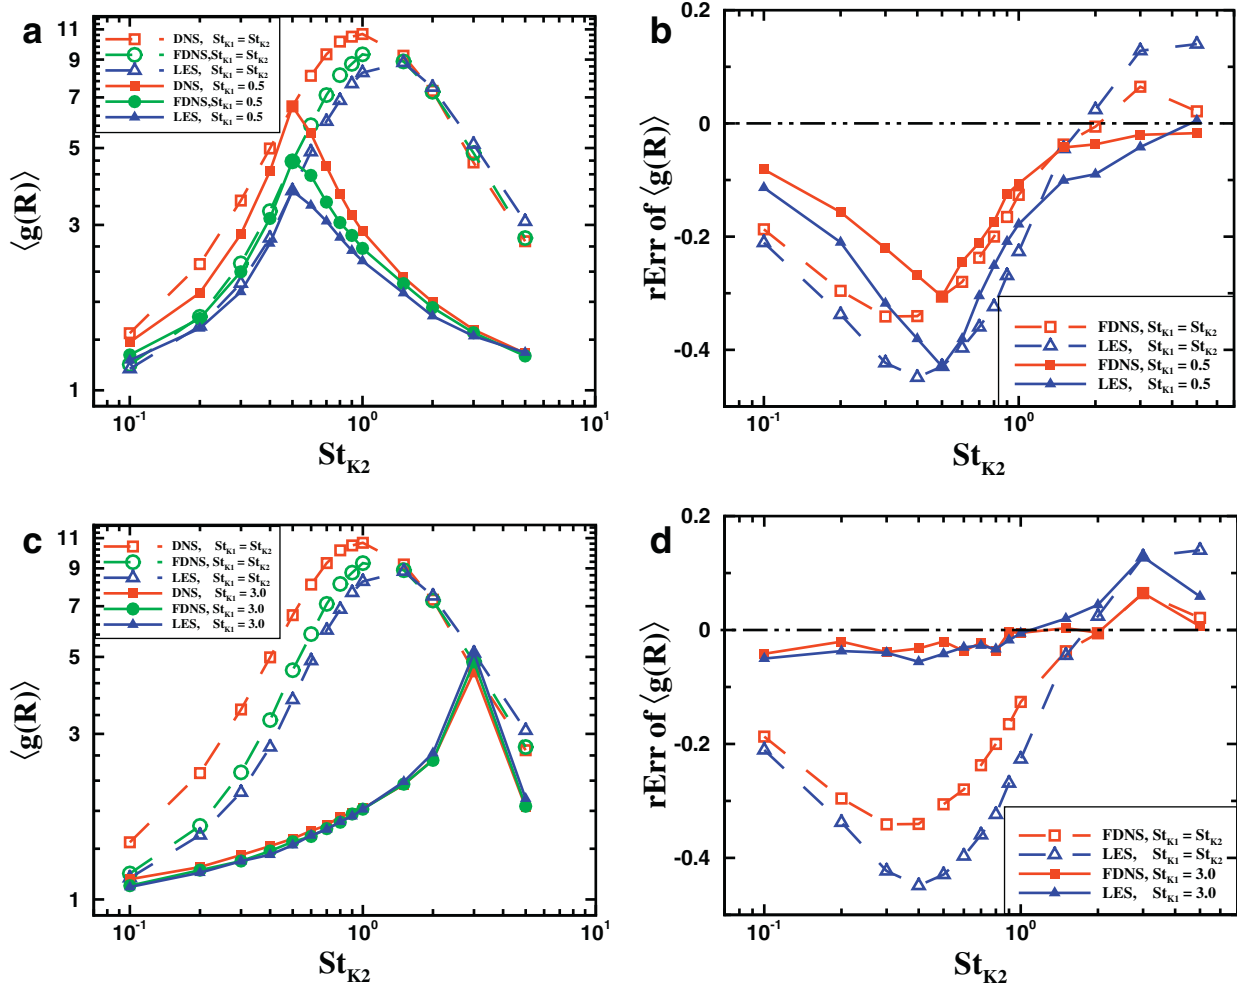 a
11
9
7
5
3
1
⟨g(R)⟩
DNS, St_K1 = St_K2
FDNS, St_K1 = St_K2
LES, St_K1 = St_K2
DNS, St_K1 = 0.5
FDNS, St_K1 = 0.5
LES, St_K1 = 0.5
10^-1
10^0
10^1
St_K2
b
0.2
0
-0.2
-0.4
rErr of ⟨g(R)⟩
FDNS, St_K1 = St_K2
LES, St_K1 = St_K2
FDNS, St_K1 = 0.5
LES, St_K1 = 0.5
10^-1
10^0
St_K2
c
11
9
7
5
3
1
⟨g(R)⟩
DNS, St_K1 = St_K2
FDNS, St_K1 = St_K2
LES, St_K1 = St_K2
DNS, St_K1 = 3.0
FDNS, St_K1 = 3.0
LES, St_K1 = 3.0
10^-1
10^0
10^1
St_K2
d
0.2
0
-0.2
-0.4
rErr of ⟨g(R)⟩
FDNS, St_K1 = St_K2
LES, St_K1 = St_K2
FDNS, St_K1 = 3.0
LES, St_K1 = 3.0
10^-1
10^0
St_K2